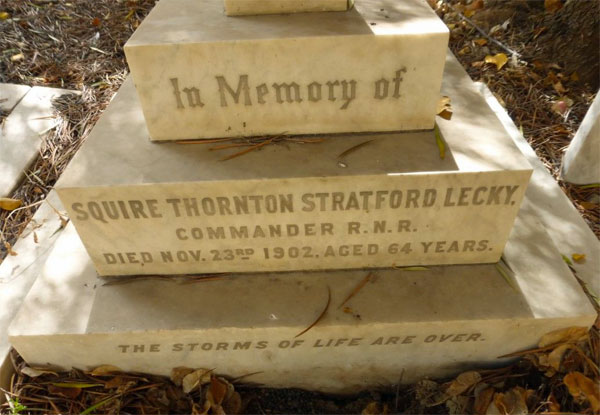 In Memory of
SQUIRE THORNTON STRATFORD LECKY.
COMMANDER R.N.R.
DIED NOV. 23RD 1902. AGED 64 YEARS.
THE STORMS OF LIFE ARE OVER.